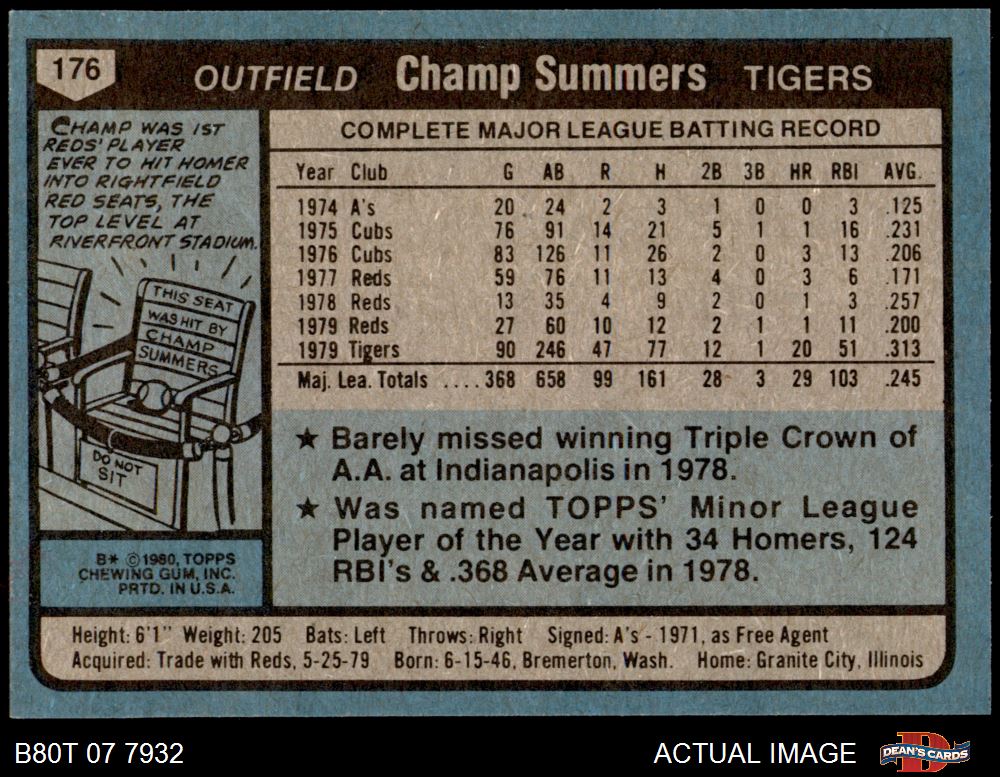 176 OUTFIELD Champ Summers TIGERS
CHAMP WAS 1ST
REDS' PLAYER
EVER TO HIT HOMER
INTO RIGHTFIELD
RED SEATS, THE
TOP LEVEL AT
RIVERFRONT STADIUM.
THIS SEAT
WAS HIT BY
CHAMP
SUMMERS
DO NOT
SIT
B* ©1980, TOPPS
CHEWING GUM, INC.
PRTD. IN U.S.A.
COMPLETE MAJOR LEAGUE BATTING RECORD
Year Club G AB R H 2B 3B HR RBI AVG.
1974 A's 20 24 2 3 1 0 0 3 .125
1975 Cubs 76 91 14 21 5 1 1 16 .231
1976 Cubs 83 126 11 26 2 0 3 13 .206
1977 Reds 59 76 11 13 4 0 3 6 .171
1978 Reds 13 35 4 9 2 0 1 3 .257
1979 Reds 27 60 10 12 2 1 1 11 .200
1979 Tigers 90 246 47 77 12 1 20 51 .313
Maj. Lea. Totals ....368 658 99 161 28 3 29 103 .245
★ Barely missed winning Triple Crown of
A.A. at Indianapolis in 1978.
★ Was named TOPPS' Minor League
Player of the Year with 34 Homers, 124
RBI's & .368 Average in 1978.
Height: 6'1" Weight: 205 Bats: Left Throws: Right Signed: A's - 1971, as Free Agent
Acquired: Trade with Reds, 5-25-79 Born: 6-15-46, Bremerton, Wash. Home: Granite City, Illinois
B80T 07 7932 ACTUAL IMAGE DEAN'S CARDS